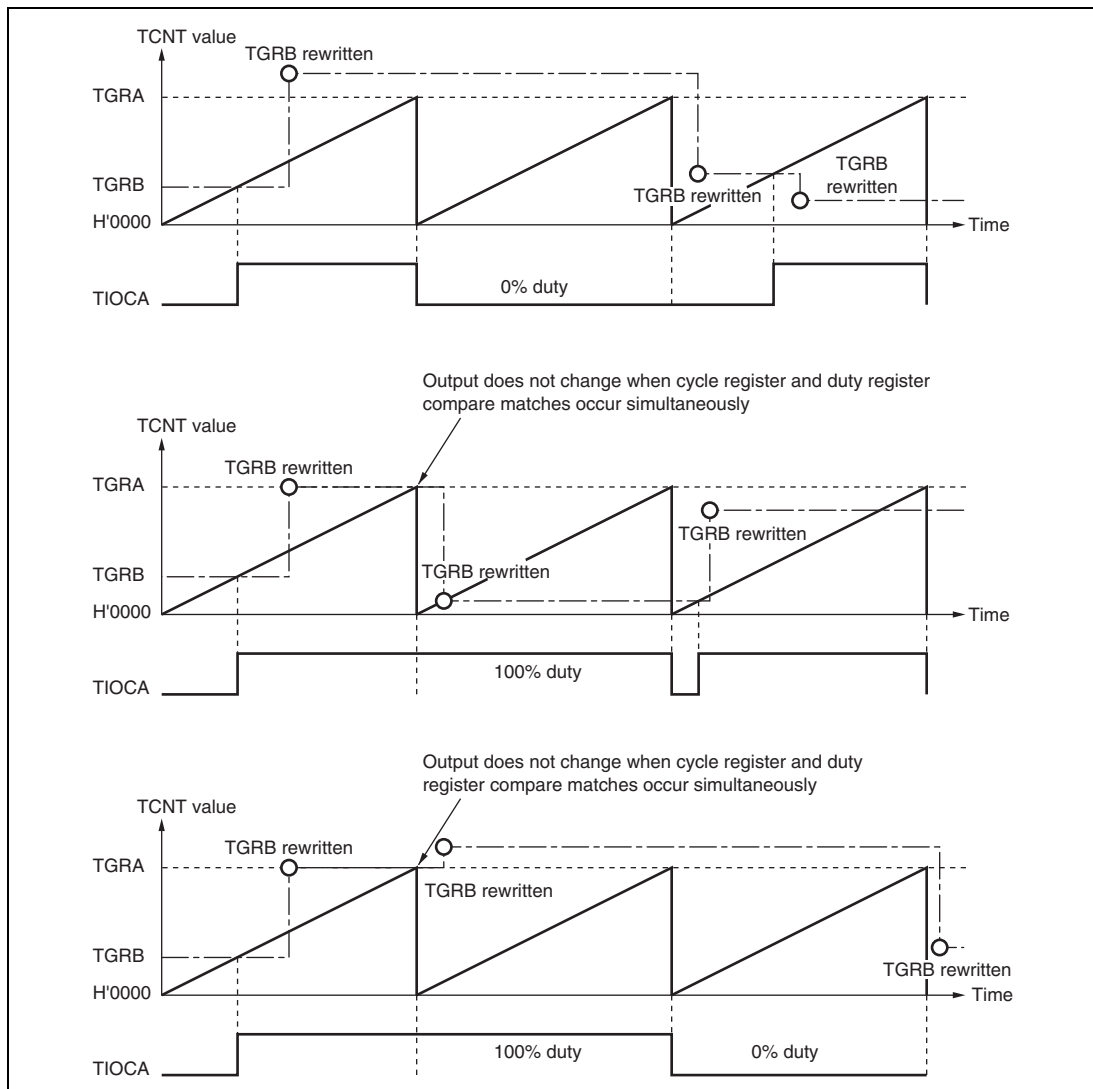 TCNT value
TGRB rewritten
TGRA
TGRB
TGRB
rewritten
TGRB rewritten
H'0000
Time
TIOCA
0% duty
Output does not change when cycle register and duty register
compare matches occur simultaneously
TCNT value
TGRB rewritten
TGRA
TGRB rewritten
TGRB
TGRB rewritten
H'0000
Time
100% duty
TIOCA
Output does not change when cycle register and duty
register compare matches occur simultaneously
TCNT value
TGRB rewritten
TGRA
TGRB rewritten
TGRB
TGRB rewritten
H'0000
Time
100% duty
0% duty
TIOCA